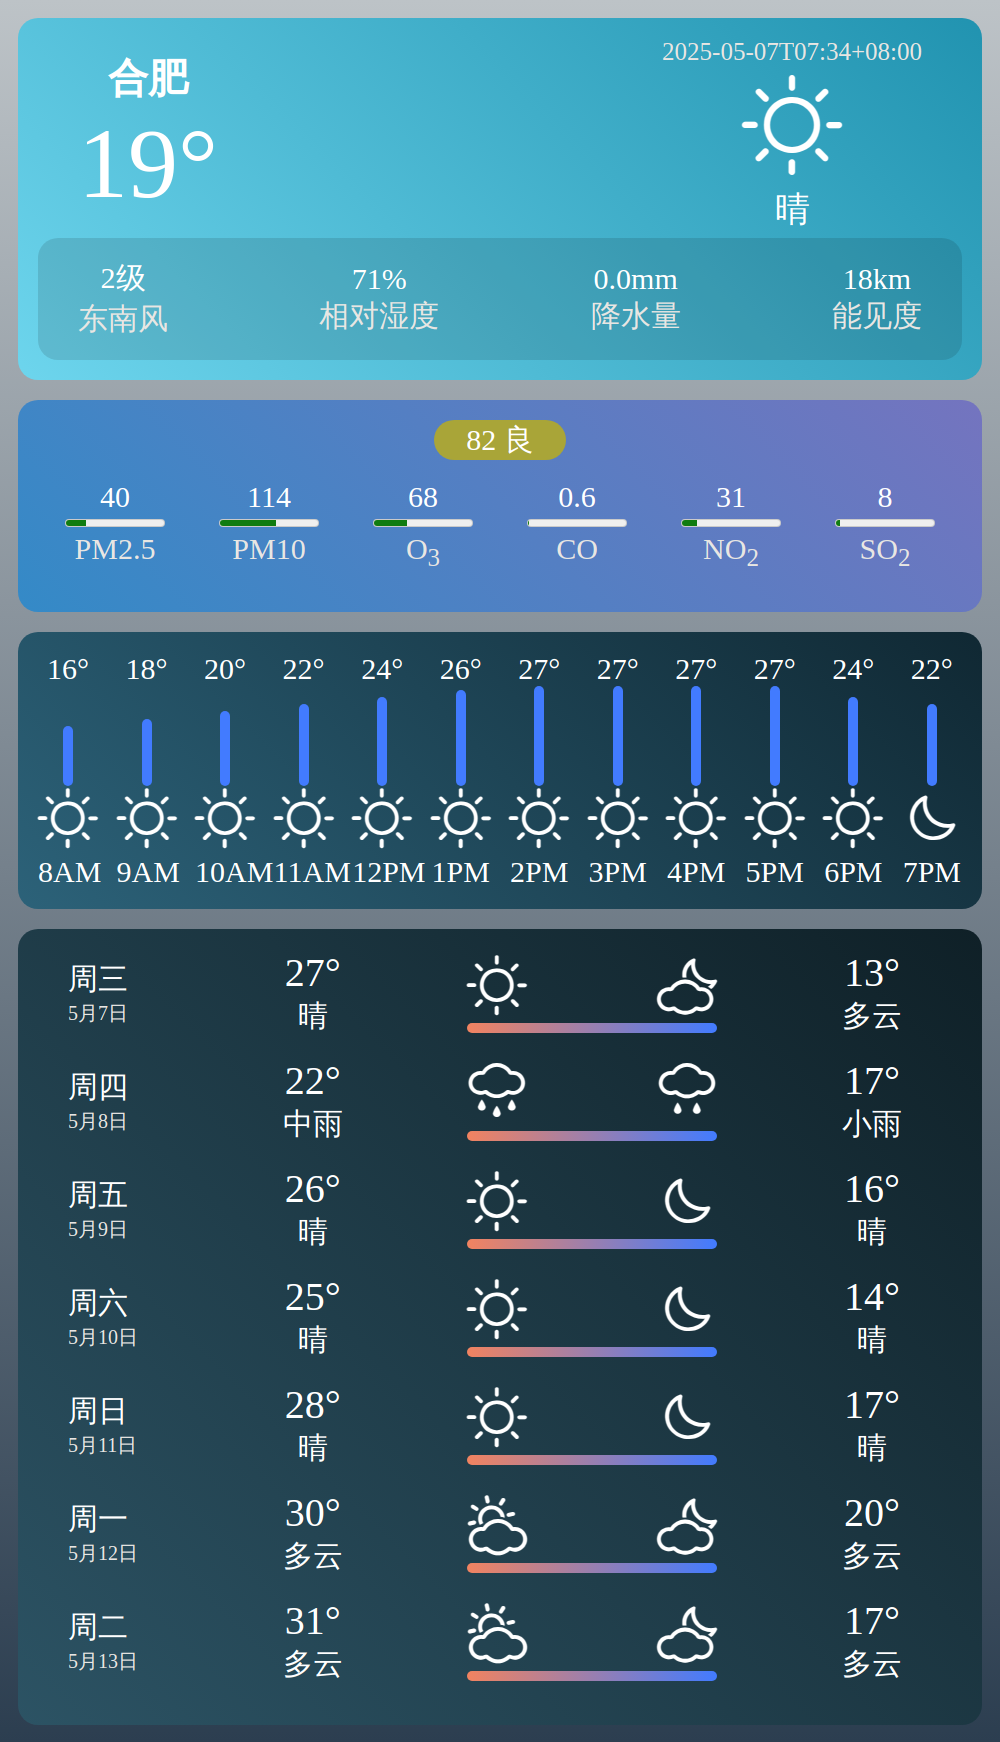 合肥
19°
2025-05-07T07:34+08:00
晴
2级 71% 0.0mm 18km
东南风 相对湿度 降水量 能见度
82 良
40 114 68 0.6 31 8
PM2.5 PM10 O3 CO NO2 SO2
16° 18° 20° 22° 24° 26° 27° 27° 27° 27° 24° 22°
8AM 9AM 10AM 11AM 12PM 1PM 2PM 3PM 4PM 5PM 6PM 7PM
周三 27° 13°
5月7日 晴 多云
周四 22° 17°
5月8日 中雨 小雨
周五 26° 16°
5月9日 晴 晴
周六 25° 14°
5月10日 晴 晴
周日 28° 17°
5月11日 晴 晴
周一 30° 20°
5月12日 多云 多云
周二 31° 17°
5月13日 多云 多云